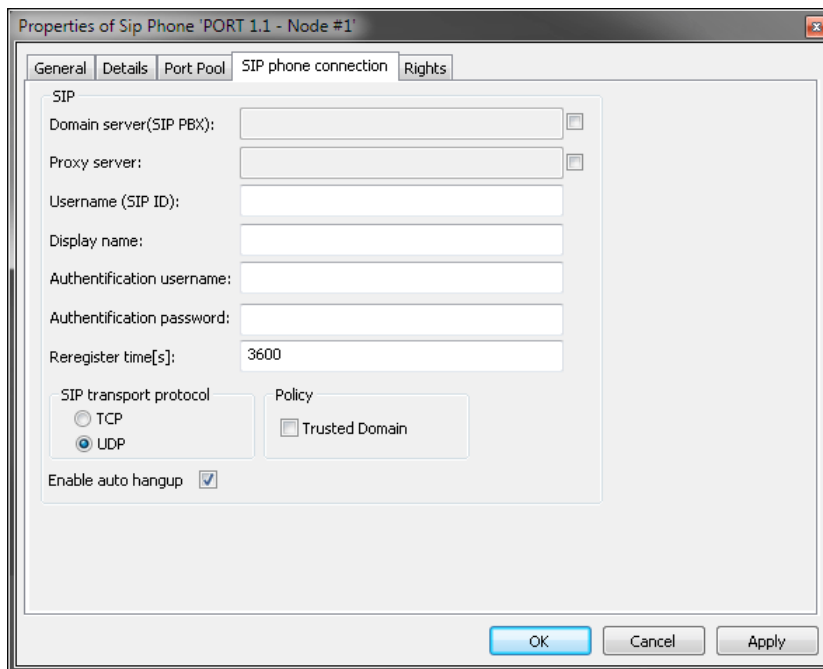 Properties of Sip Phone 'PORT 1.1 - Node #1'
General Details Port Pool SIP phone connection Rights
SIP
Domain server(SIP PBX):
Proxy server:
Username (SIP ID):
Display name:
Authentification username:
Authentification password:
Reregister time[s]: 3600
SIP transport protocol Policy
TCP
Trusted Domain
UDP
Enable auto hangup
OK Cancel Apply